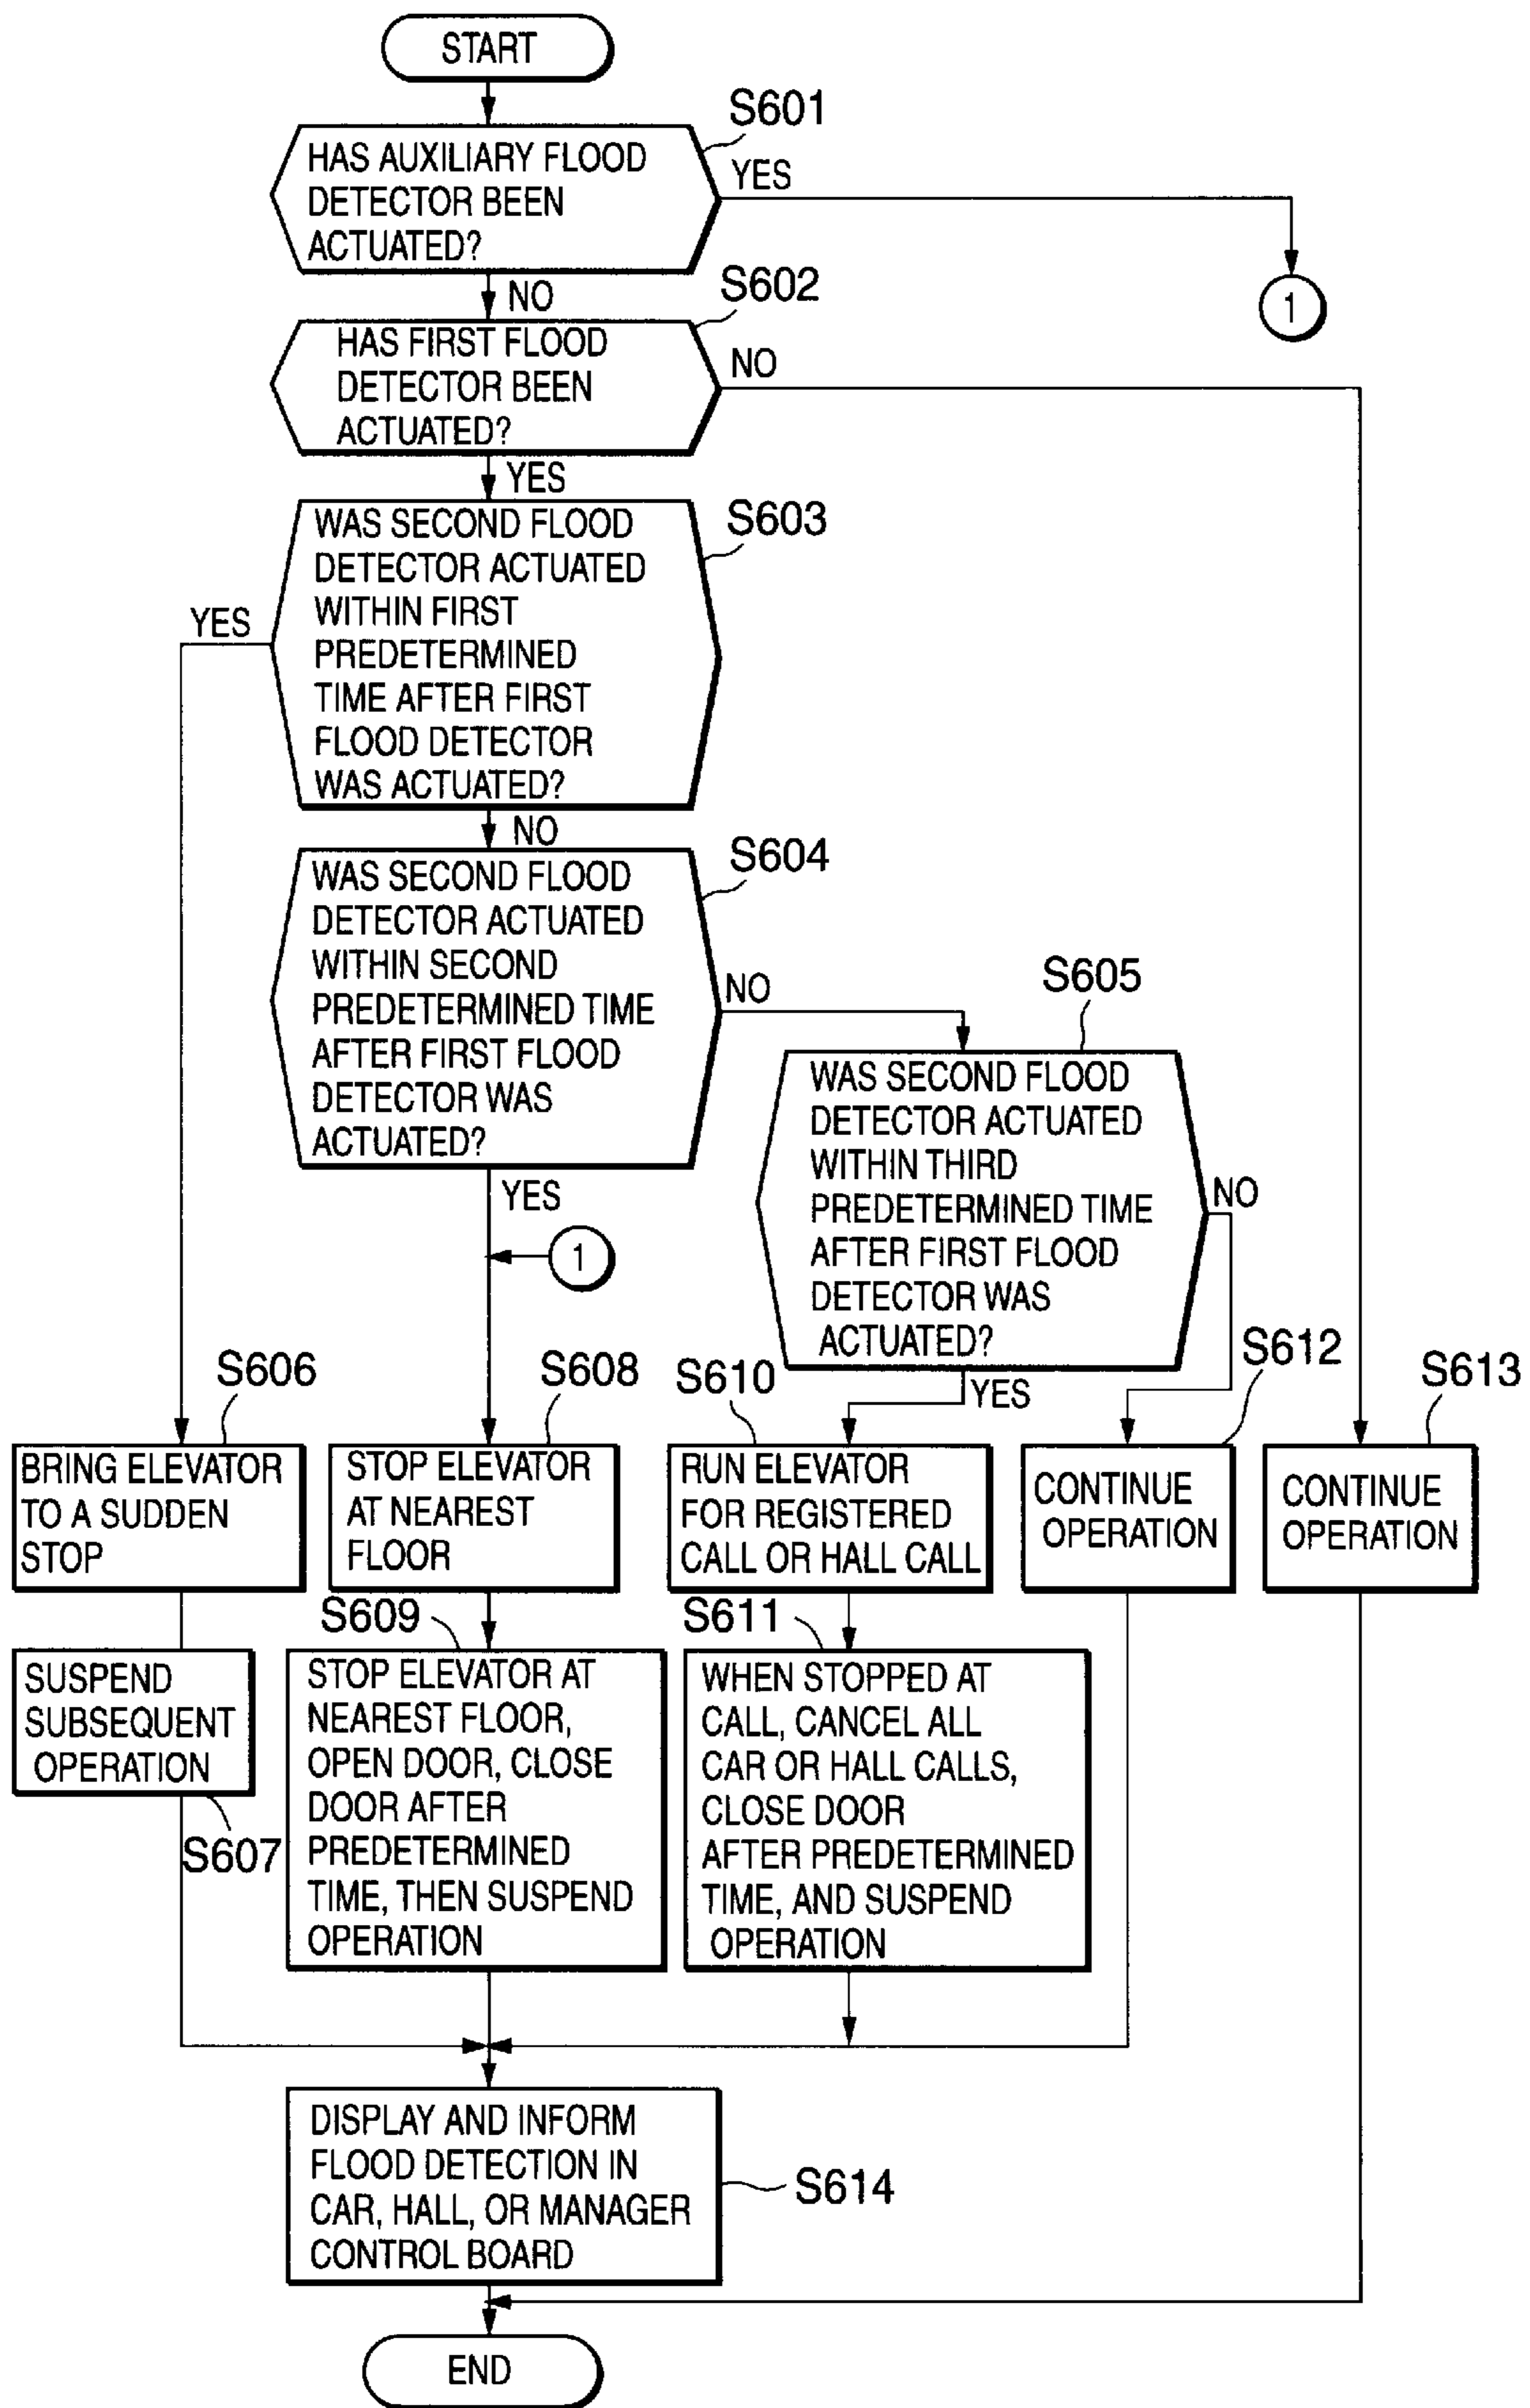 START
S601
HAS AUXILIARY FLOOD
DETECTOR BEEN
ACTUATED?
YES
1
NO
S602
HAS FIRST FLOOD
DETECTOR BEEN
ACTUATED?
NO
YES
S603
WAS SECOND FLOOD
DETECTOR ACTUATED
WITHIN FIRST
PREDETERMINED
TIME AFTER FIRST
FLOOD DETECTOR
WAS ACTUATED?
YES
NO
S604
WAS SECOND FLOOD
DETECTOR ACTUATED
WITHIN SECOND
PREDETERMINED TIME
AFTER FIRST FLOOD
DETECTOR WAS
ACTUATED?
NO
YES
1
S605
WAS SECOND FLOOD
DETECTOR ACTUATED
WITHIN THIRD
PREDETERMINED TIME
AFTER FIRST FLOOD
DETECTOR WAS
ACTUATED?
NO
YES
S606
BRING ELEVATOR
TO A SUDDEN
STOP
SUSPEND
SUBSEQUENT
OPERATION
S607
S608
STOP ELEVATOR
AT NEAREST
FLOOR
S609
STOP ELEVATOR AT
NEAREST FLOOR,
OPEN DOOR, CLOSE
DOOR AFTER
PREDETERMINED
TIME, THEN SUSPEND
OPERATION
S610
RUN ELEVATOR
FOR REGISTERED
CALL OR HALL CALL
S611
WHEN STOPPED AT
CALL, CANCEL ALL
CAR OR HALL CALLS,
CLOSE DOOR
AFTER PREDETERMINED
TIME, AND SUSPEND
OPERATION
S612
CONTINUE
OPERATION
S613
CONTINUE
OPERATION
DISPLAY AND INFORM
FLOOD DETECTION IN
CAR, HALL, OR MANAGER
CONTROL BOARD
S614
END